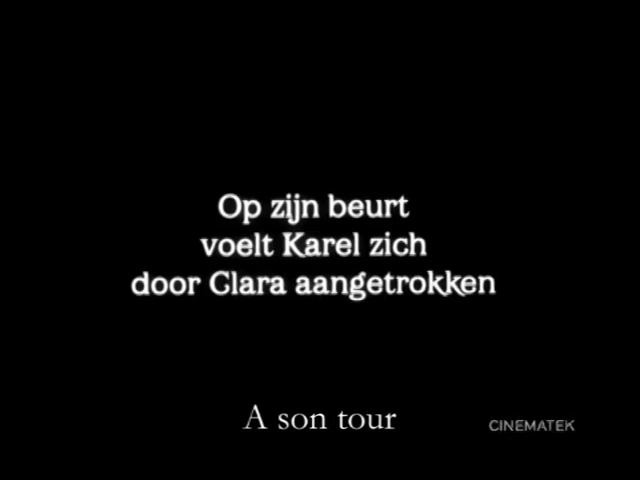 Op zijn beurt
voelt Karel zich
door Clara aangetrokken
A son tour
CINEMATEK